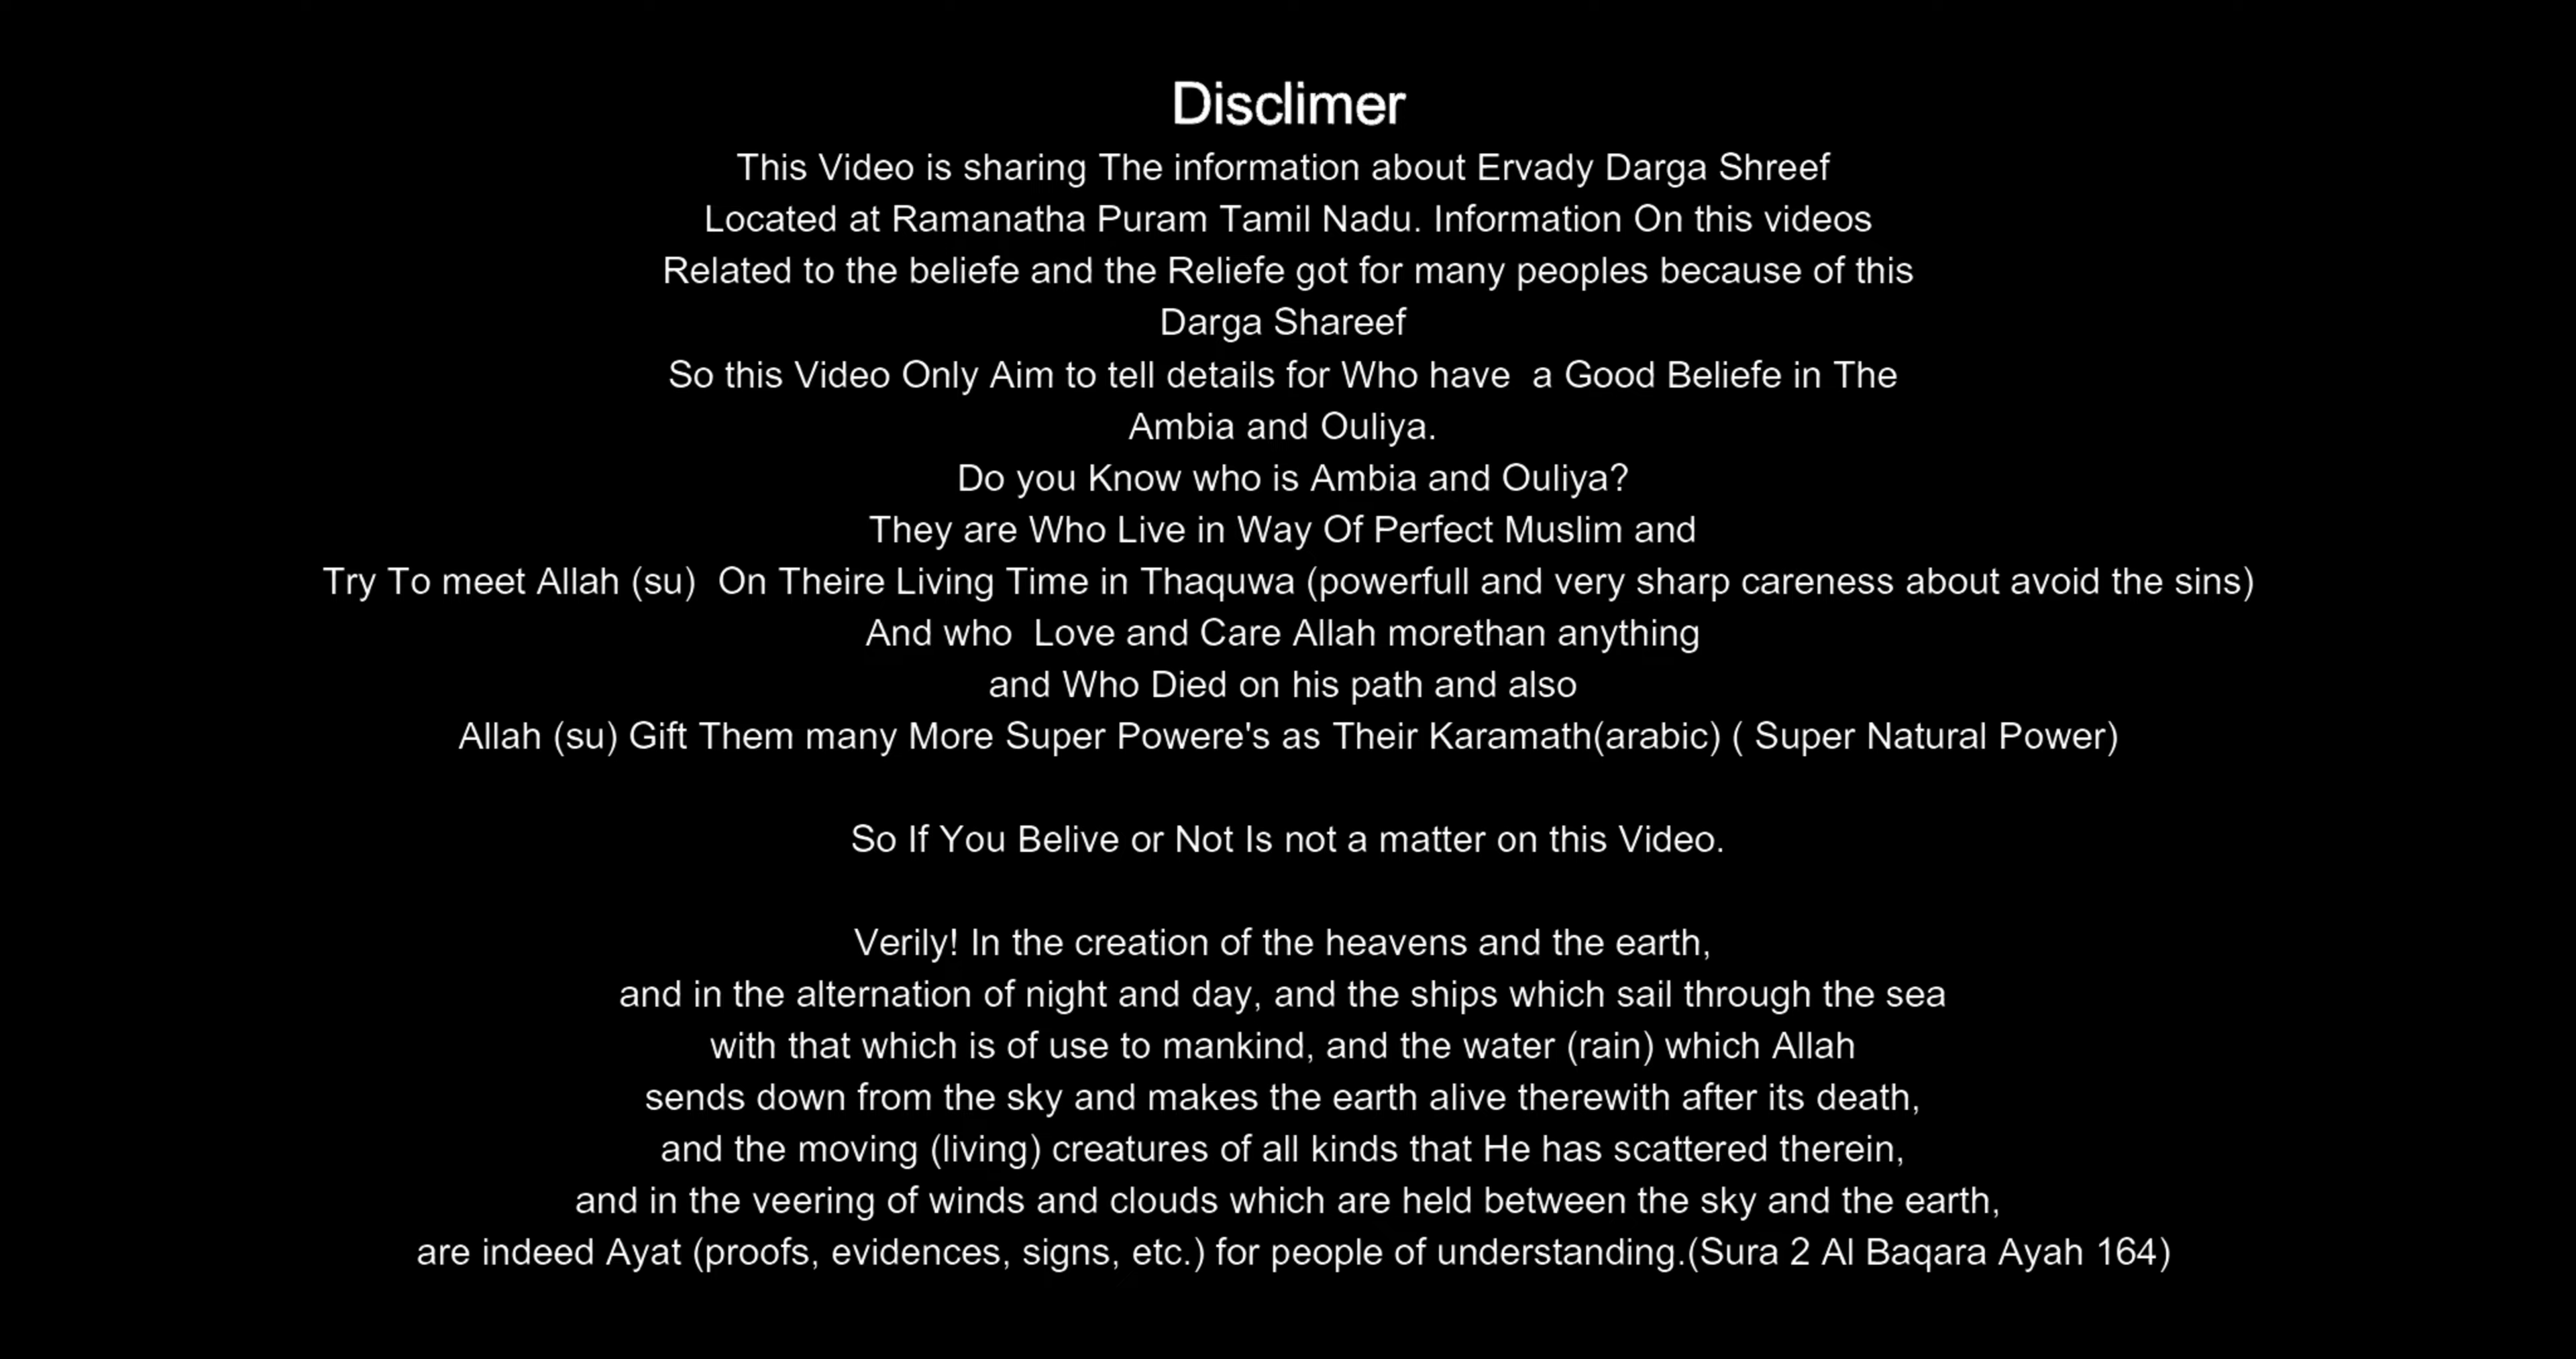 Disclimer
This Video is sharing The information about Ervady Darga Shreef
Located at Ramanatha Puram Tamil Nadu. Information On this videos
Related to the beliefe and the Reliefe got for many peoples because of this
Darga Shareef
So this Video Only Aim to tell details for Who have a Good Beliefe in The
Ambia and Ouliya.
Do you Know who is Ambia and Ouliya?
They are Who Live in Way Of Perfect Muslim and
Try To meet Allah (su) On Theire Living Time in Thaquwa (powerfull and very sharp careness about avoid the sins)
And who Love and Care Allah morethan anything
and Who Died on his path and also
Allah (su) Gift Them many More Super Powere's as Their Karamath(arabic) ( Super Natural Power)
So If You Belive or Not Is not a matter on this Video.
Verily! In the creation of the heavens and the earth,
and in the alternation of night and day, and the ships which sail through the sea
with that which is of use to mankind, and the water (rain) which Allah
sends down from the sky and makes the earth alive therewith after its death,
and the moving (living) creatures of all kinds that He has scattered therein,
and in the veering of winds and clouds which are held between the sky and the earth,
are indeed Ayat (proofs, evidences, signs, etc.) for people of understanding.(Sura 2 Al Baqara Ayah 164)